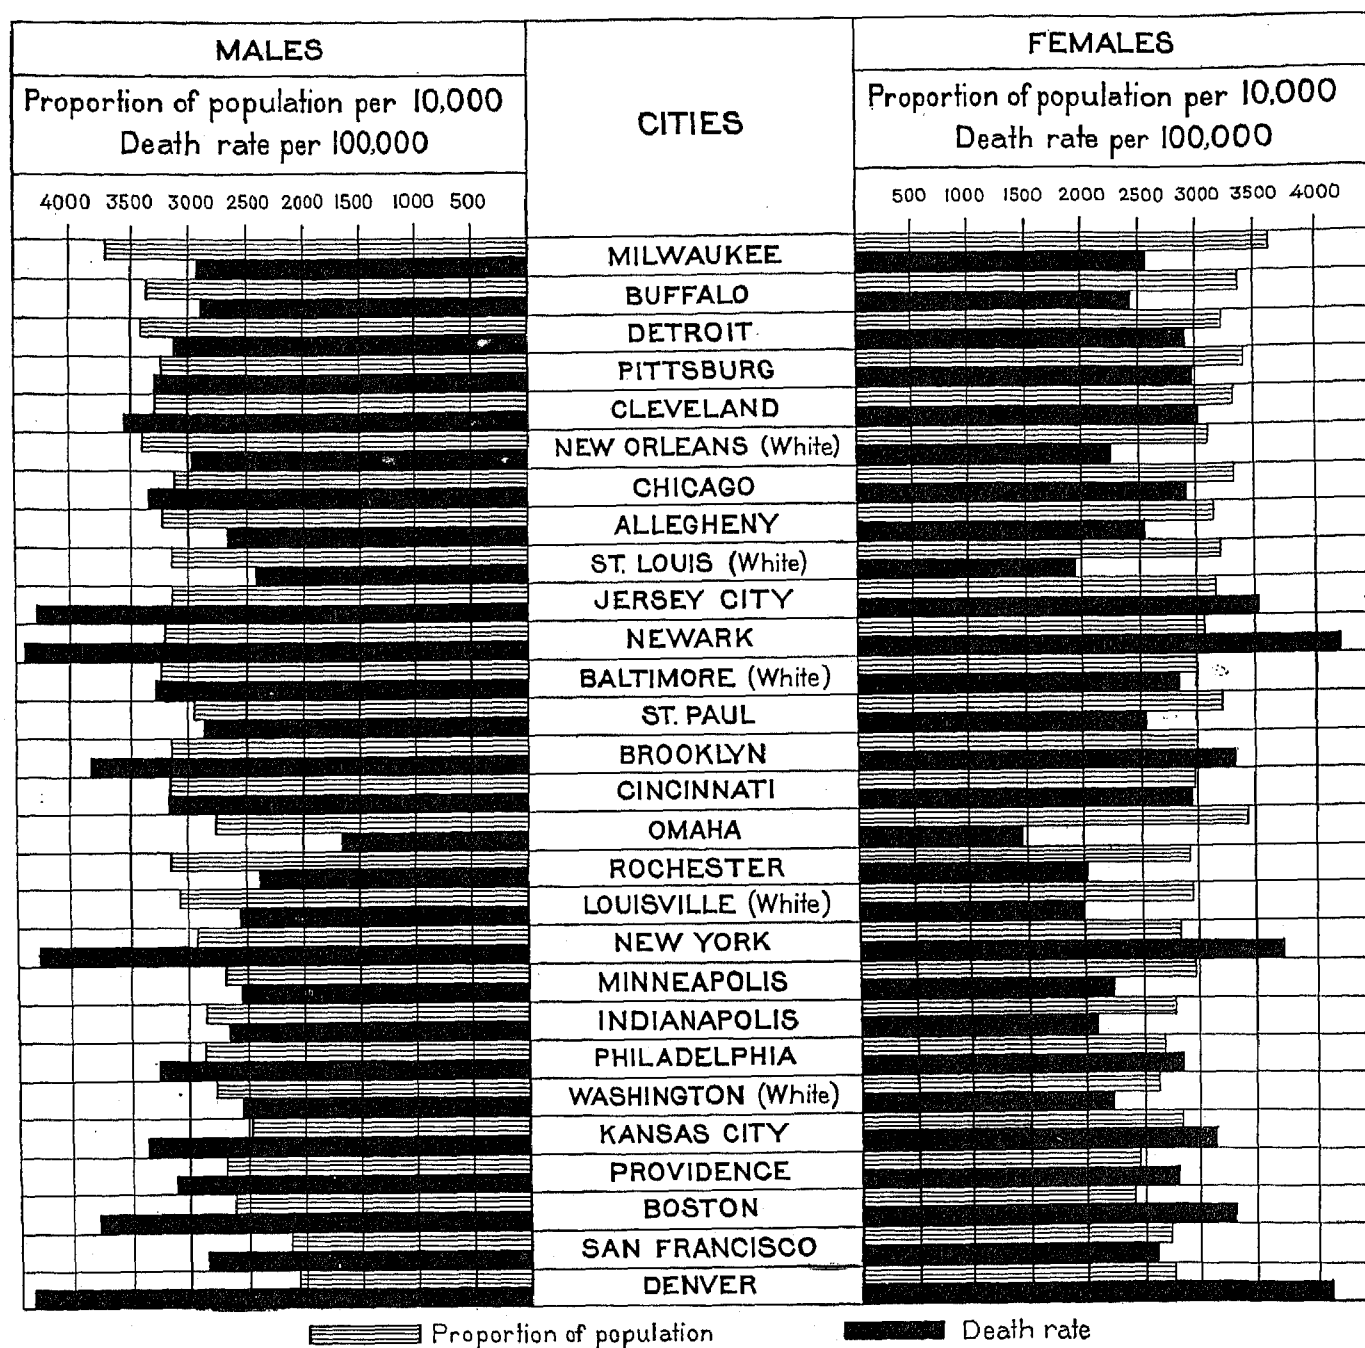 MALES
Proportion of population per 10,000
Death rate per 100,000
4000 3500 3000 2500 2000 1500 1000 500
CITIES
FEMALES
Proportion of population per 10,000
Death rate per 100,000
500 1000 1500 2000 2500 3000 3500 4000
MILWAUKEE
BUFFALO
DETROIT
PITTSBURG
CLEVELAND
NEW ORLEANS (White)
CHICAGO
ALLEGHENY
ST. LOUIS (White)
JERSEY CITY
NEWARK
BALTIMORE (White)
ST. PAUL
BROOKLYN
CINCINNATI
OMAHA
ROCHESTER
LOUISVILLE (White)
NEW YORK
MINNEAPOLIS
INDIANAPOLIS
PHILADELPHIA
WASHINGTON (White)
KANSAS CITY
PROVIDENCE
BOSTON
SAN FRANCISCO
DENVER
Proportion of population
Death rate